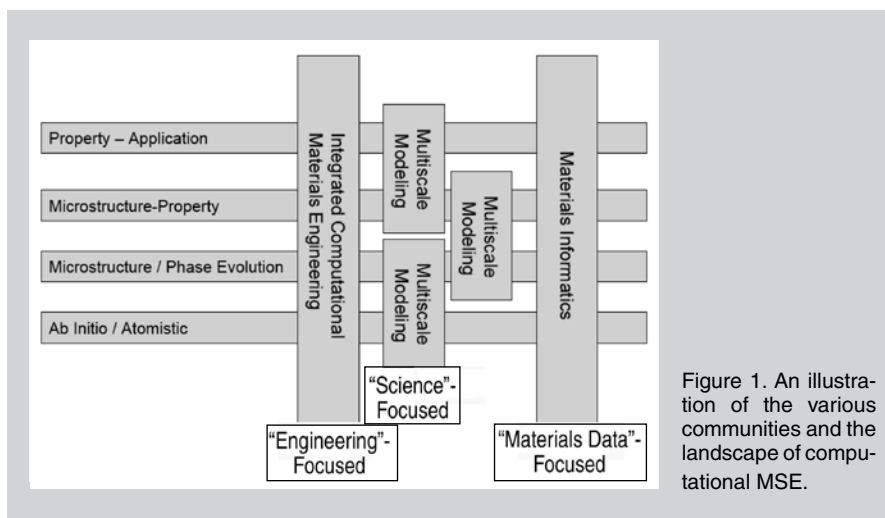 Property – Application
Microstructure-Property
Microstructure / Phase Evolution
Ab Initio / Atomistic
Integrated Computational
Materials Engineering
Multiscale
Modeling
Multiscale
Modeling
Multiscale
Modeling
Materials Informatics
"Science"-
Focused
"Engineering"-
Focused
"Materials Data"-
Focused
Figure 1. An illustra-
tion of the various
communities and the
landscape of compu-
tational MSE.